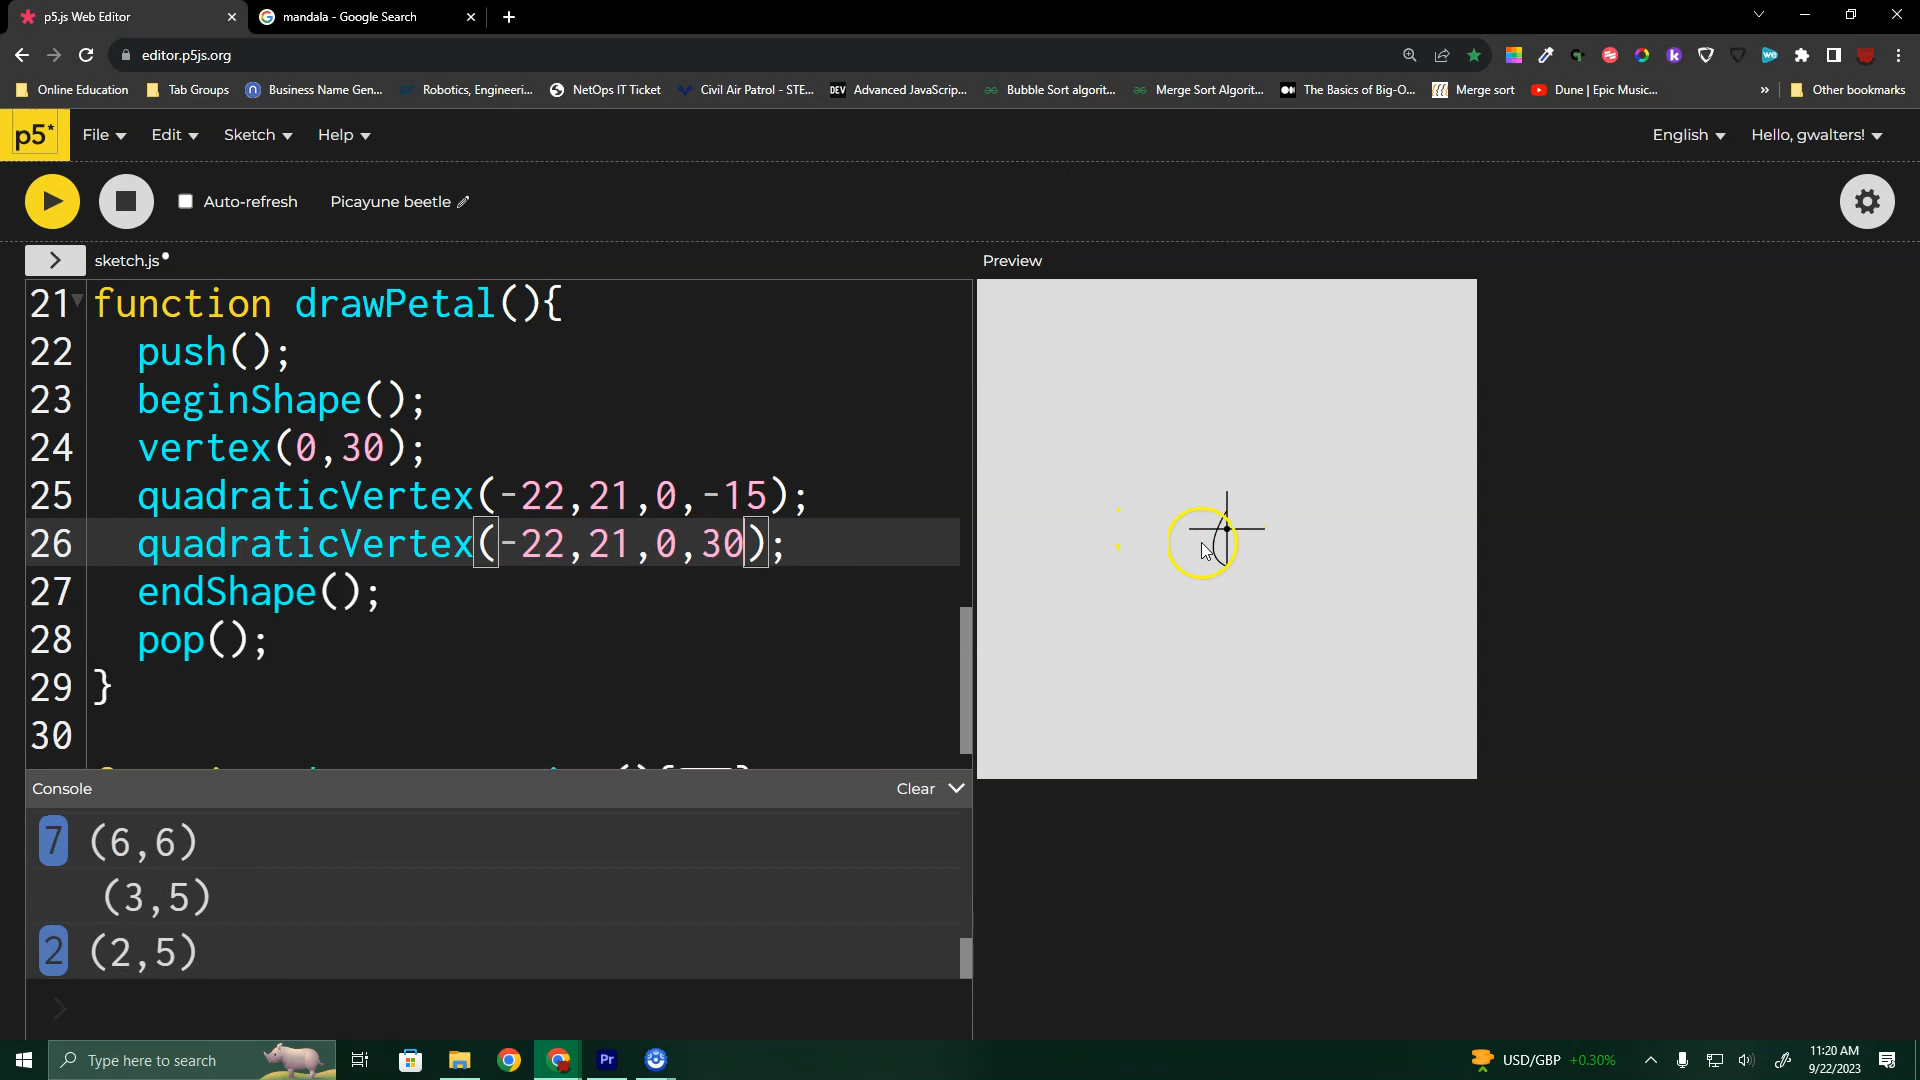 p5.js Web Editor
mandala - Google Search
editor.p5js.org
Online Education
Tab Groups
Business Name Gen...
Robotics, Engineeri...
NetOps IT Ticket
Civil Air Patrol - STE...
DEV Advanced JavaScrip...
Bubble Sort algorit...
Merge Sort Algorit...
The Basics of Big-O...
Merge sort
Dune | Epic Music...
» Other bookmarks
p5* File Edit Sketch Help
English Hello, gwalters!
Auto-refresh Picayune beetle
> sketch.js
Preview
21 function drawPetal(){
22 push();
23 beginShape();
24 vertex(0,30);
25 quadraticVertex(-22,21,0,-15);
26 quadraticVertex(-22,21,0,30);
27 endShape();
28 pop();
29 }
30
Console Clear
7 (6,6)
(3,5)
2 (2,5)
>
Type here to search
Pr
USD/GBP +0.30%
11:20 AM
9/22/2023